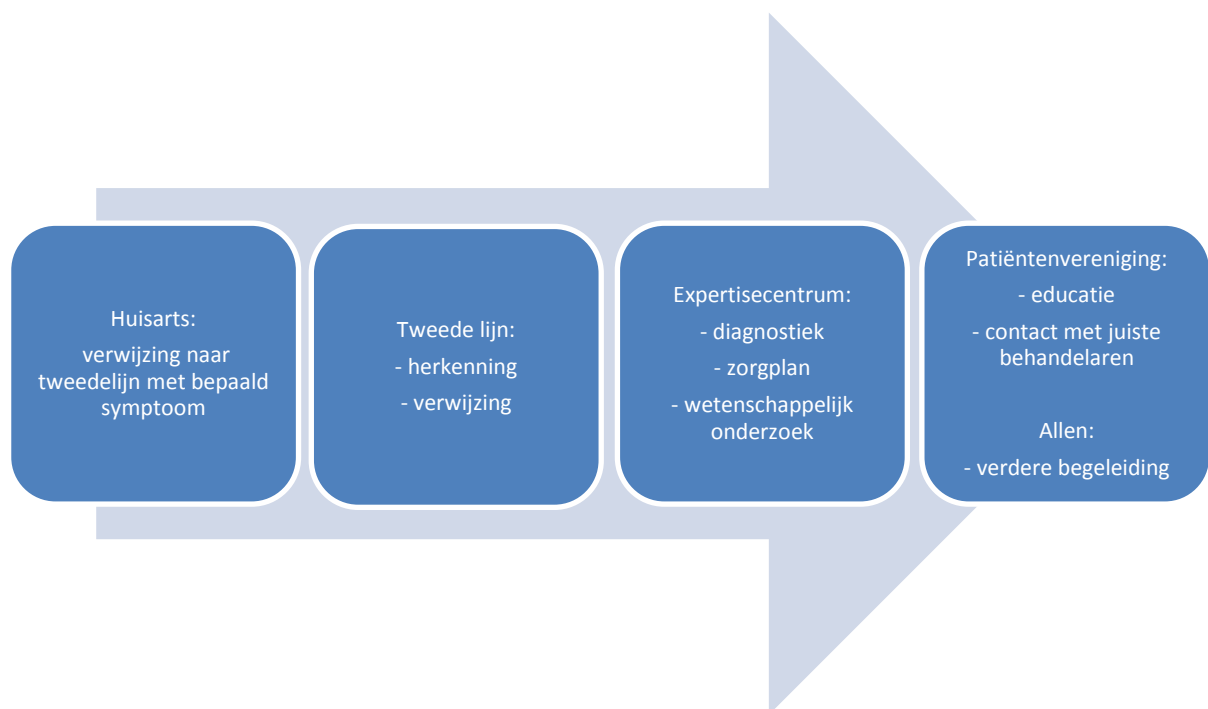 Huisarts:
verwijzing naar
tweedelijn met bepaald
symptoom
Tweede lijn:
- herkenning
- verwijzing
Expertisecentrum:
- diagnostiek
- zorgplan
- wetenschappelijk
onderzoek
Patiëntenvereniging:
- educatie
- contact met juiste
behandelaren
Allen:
- verdere begeleiding